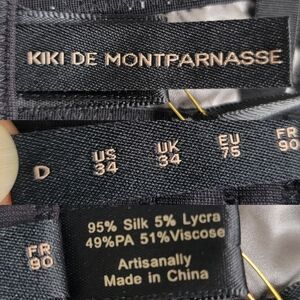 KIKI DE MONTPARNASSE
D US 34 UK 34 EU 75 FR 90
FR 90
95% Silk 5% Lycra
49%PA 51%Viscose
Artisanally
Made in China